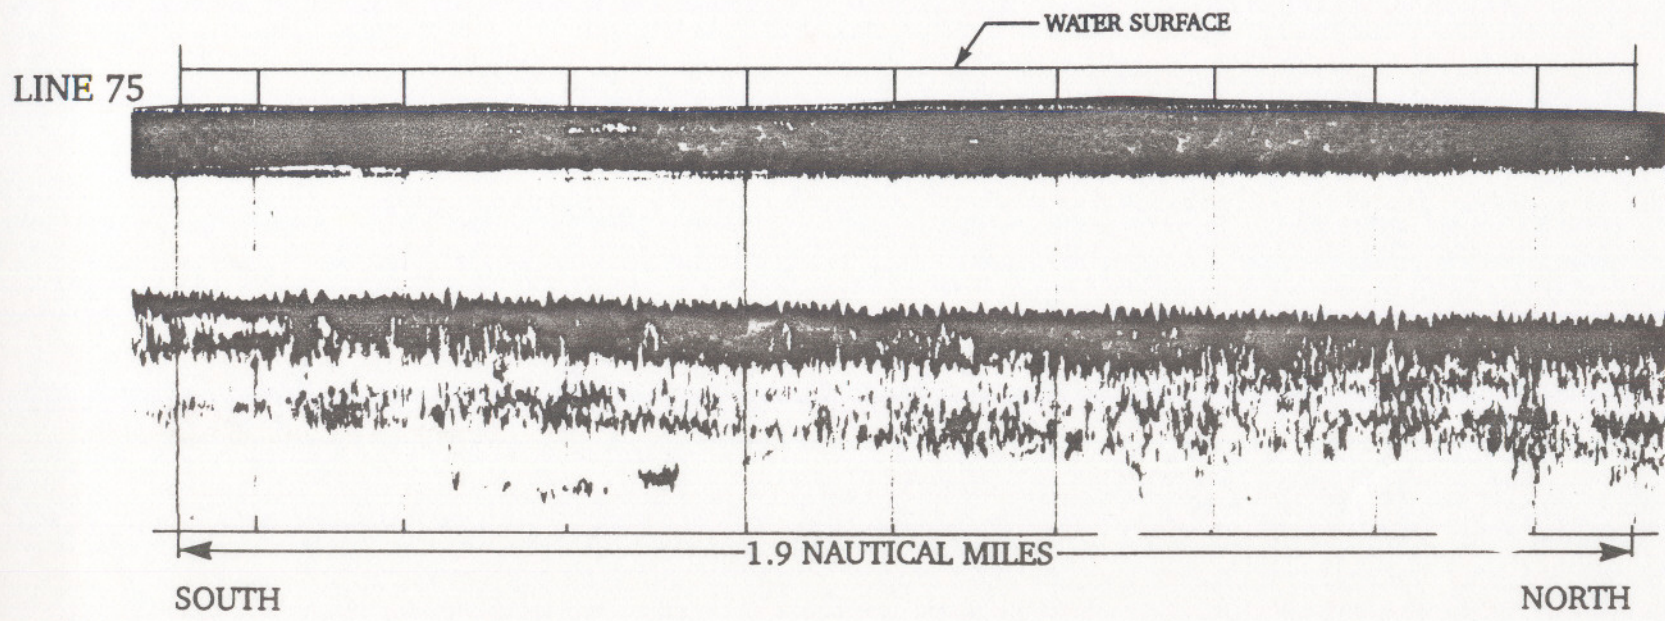 WATER SURFACE
LINE 75
1.9 NAUTICAL MILES
SOUTH
NORTH